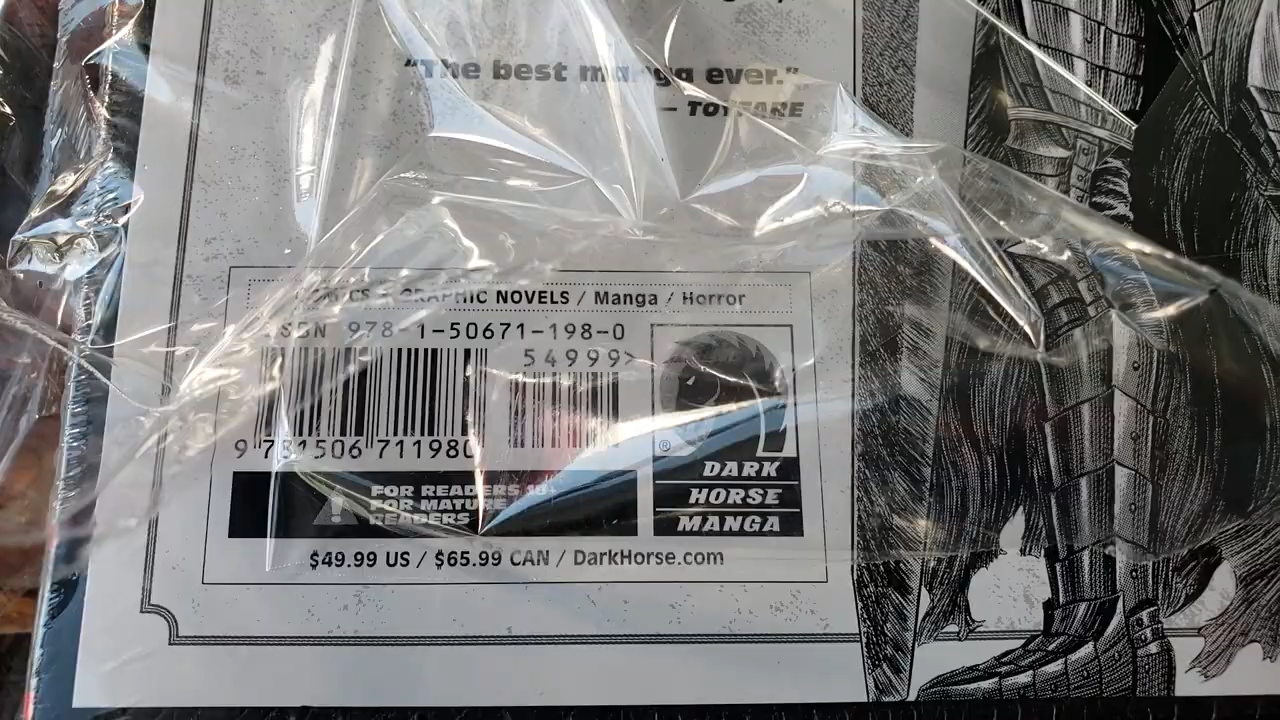 "The best manga ever."
— TOYFARE
COMICS & GRAPHIC NOVELS / Manga / Horror
ISBN 978-1-50671-198-0
54999>
9 781506 711980
FOR READERS 18+
FOR MATURE
READERS
®
DARK
HORSE
MANGA
$49.99 US / $65.99 CAN / DarkHorse.com